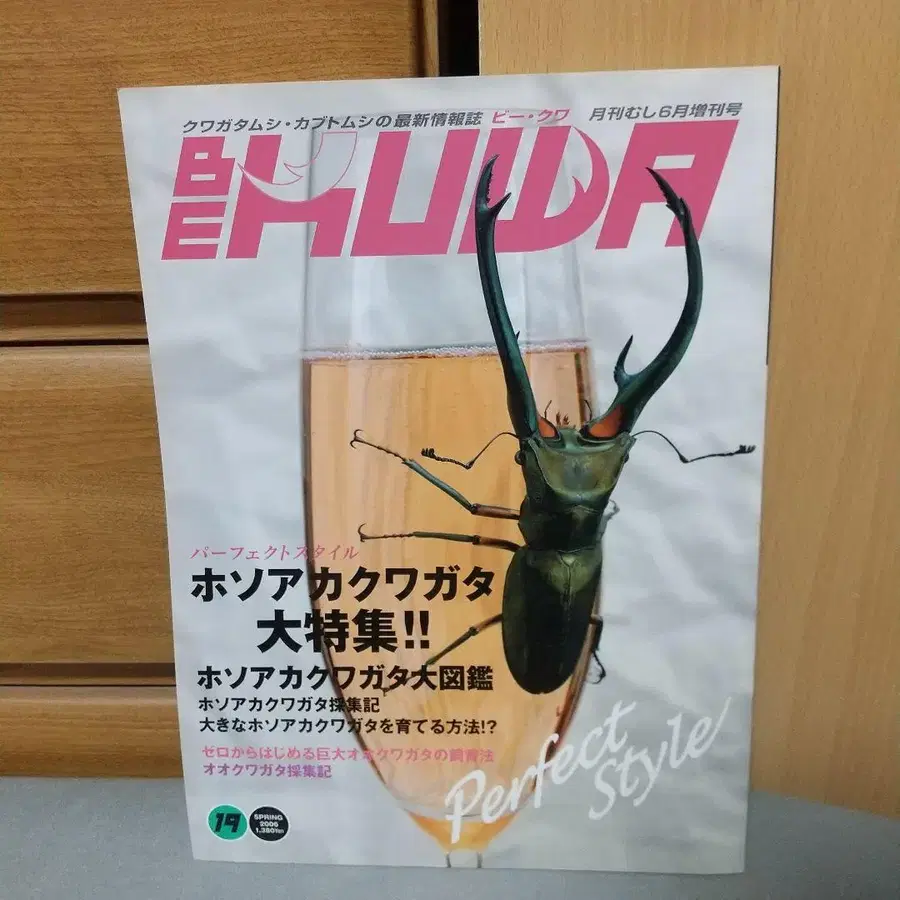 クワガタムシ・カブトムシの最新情報誌 ビー・クワ 月刊むし6月増刊号
BE KUWA
パーフェクトスタイル
ホソアカクワガタ
大特集!!
ホソアカクワガタ大図鑑
ホソアカクワガタ採集記
大きなホソアカクワガタを育てる方法!?
ゼロからはじめる巨大オオクワガタの飼育法
オオクワガタ採集記
Perfect
Style
19
SPRING
2006
1,380Yen